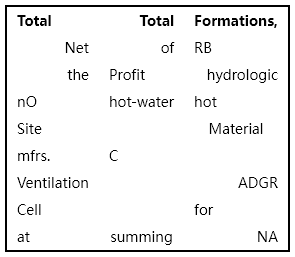 Total Total Formations,
Net of RB
the Profit hydrologic
nO hot-water hot
Site Material
mfrs. C
Ventilation ADGR
Cell for
at summing NA